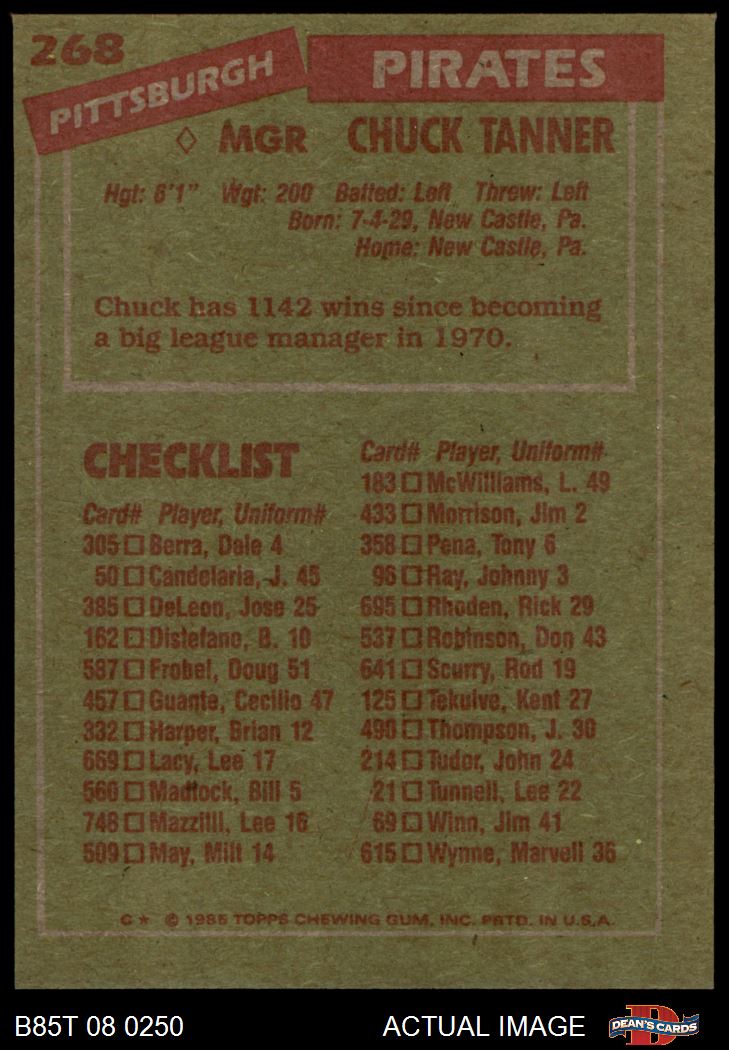 268
PITTSBURGH PIRATES
◊ MGR CHUCK TANNER
Hgt: 6'1" Wgt: 200 Batted: Left Threw: Left
Born: 7-4-29, New Castle, Pa.
Home: New Castle, Pa.
Chuck has 1142 wins since becoming
a big league manager in 1970.
CHECKLIST
Card# Player, Uniform#
305 □ Berra, Dale 4
50 □ Candelaria, J. 45
385 □ DeLeon, Jose 25
162 □ Distefano, B. 10
587 □ Frobel, Doug 51
457 □ Guante, Cecilio 47
332 □ Harper, Brian 12
669 □ Lacy, Lee 17
560 □ Madlock, Bill 5
748 □ Mazzilli, Lee 16
509 □ May, Milt 14
Card# Player, Uniform#
183 □ McWilliams, L. 49
433 □ Morrison, Jim 2
358 □ Pena, Tony 6
96 □ Ray, Johnny 3
695 □ Rhoden, Rick 29
537 □ Robinson, Don 43
641 □ Scurry, Rod 19
125 □ Tekulve, Kent 27
490 □ Thompson, J. 30
214 □ Tudor, John 24
21 □ Tunnell, Lee 22
69 □ Winn, Jim 41
615 □ Wynne, Marvell 36
C * © 1985 TOPPS CHEWING GUM, INC. PRTD. IN U.S.A.
B85T 08 0250 ACTUAL IMAGE
D
DEAN'S CARDS